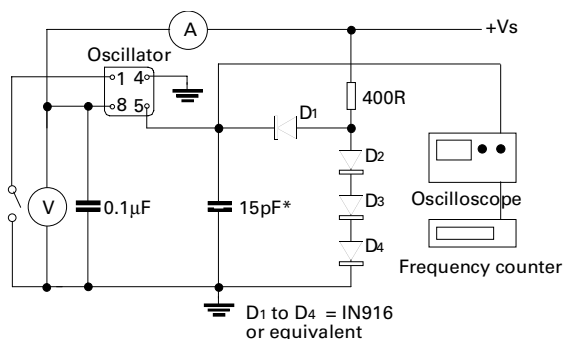 A
+Vs
Oscillator
1 4
8 5
400R
D1
D2
D3
D4
V
0.1µF
15pF*
Oscilloscope
Frequency counter
D1 to D4 = IN916
or equivalent